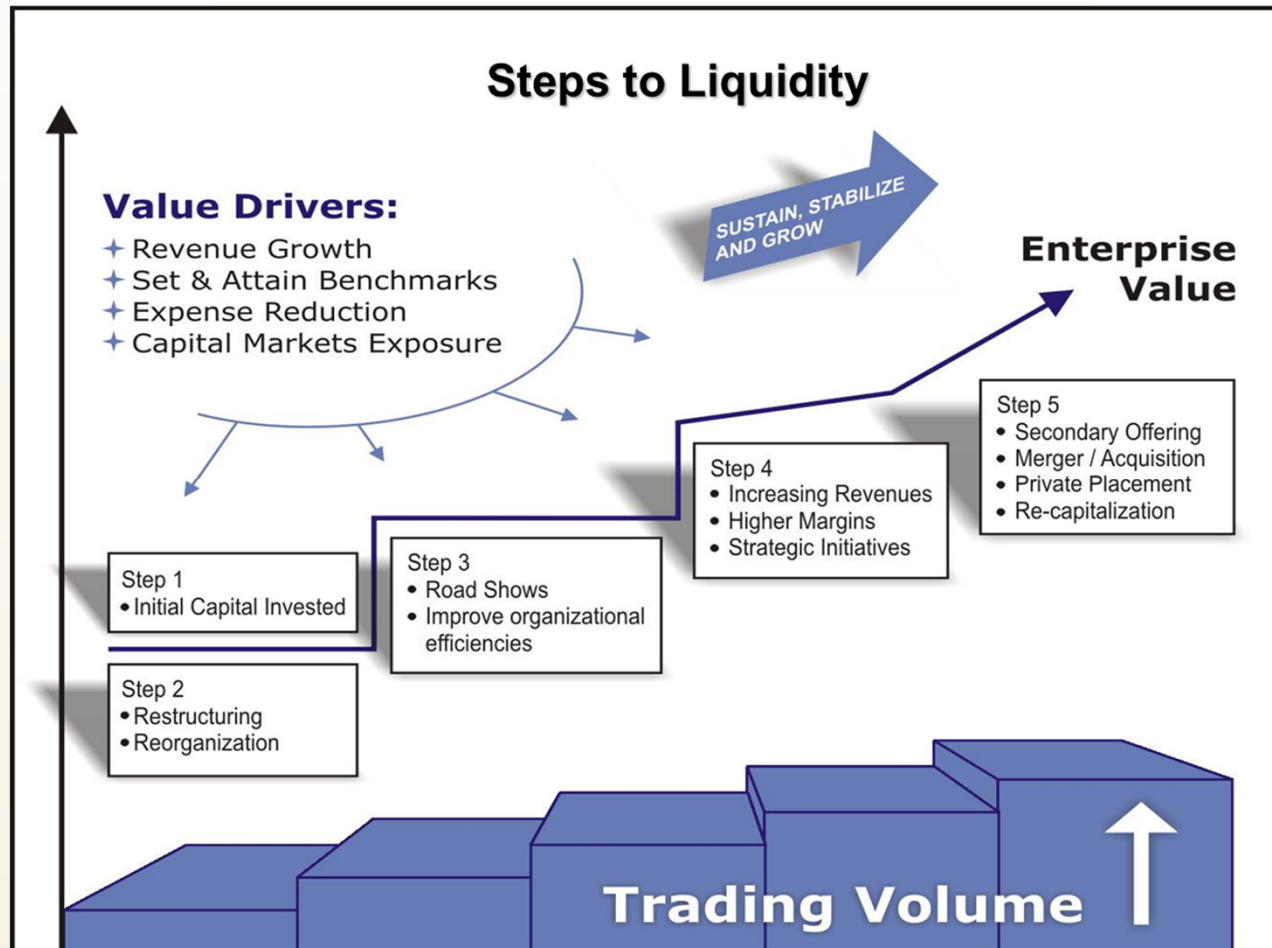 Steps to Liquidity
Value Drivers:
Revenue Growth
Set & Attain Benchmarks
Expense Reduction
Capital Markets Exposure
SUSTAIN, STABILIZE
AND GROW
Enterprise
Value
Step 1
• Initial Capital Invested
Step 2
• Restructuring
• Reorganization
Step 3
• Road Shows
• Improve organizational
efficiencies
Step 4
• Increasing Revenues
• Higher Margins
• Strategic Initiatives
Step 5
• Secondary Offering
• Merger / Acquisition
• Private Placement
• Re-capitalization
Trading Volume